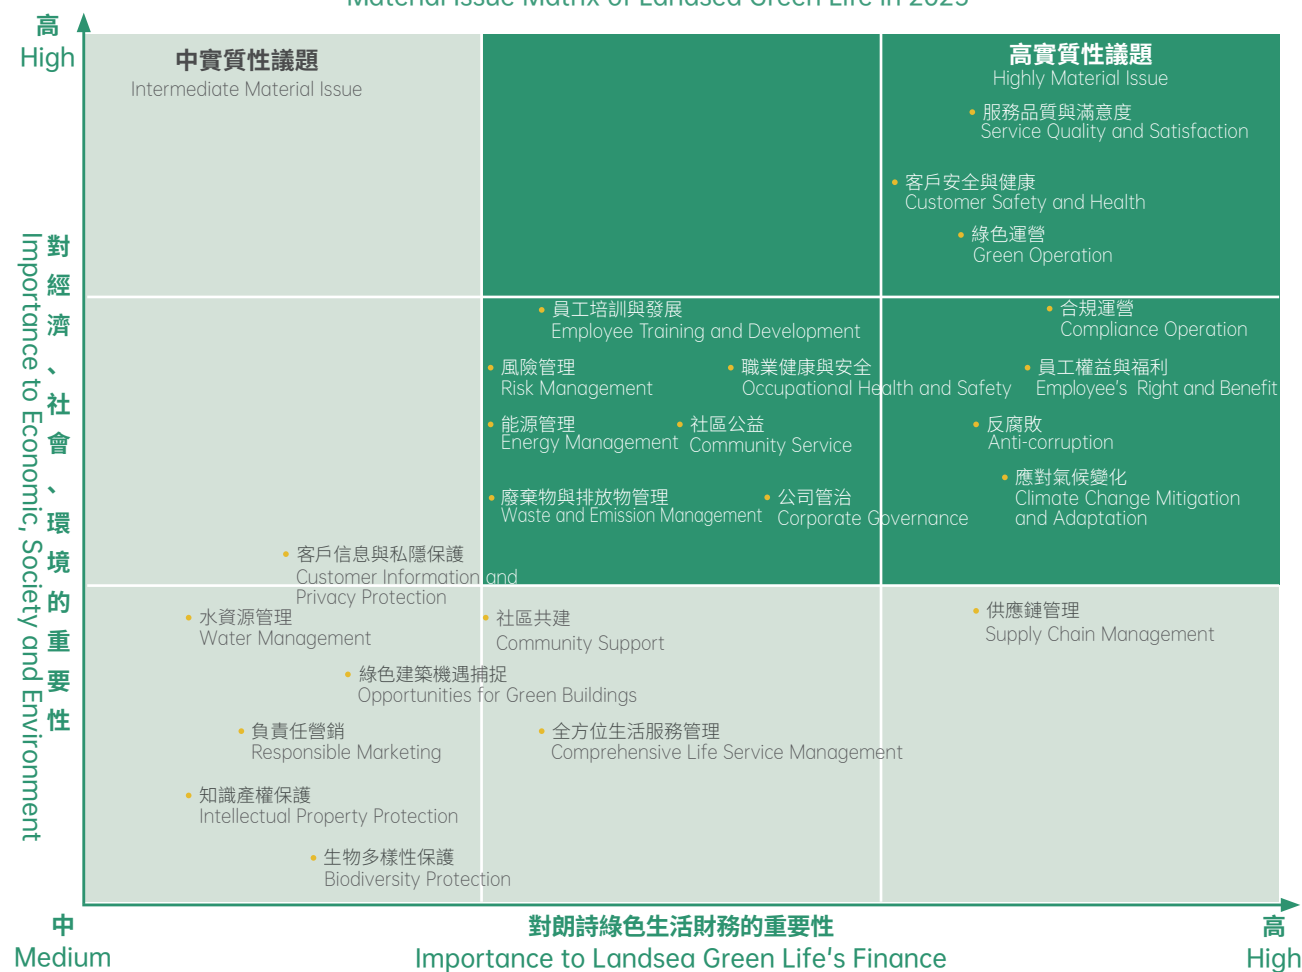 Material Issue Matrix of Landsea Green Life in 2023
高
High
中實質性議題
Intermediate Material Issue
高實質性議題
Highly Material Issue
服務品質與滿意度
Service Quality and Satisfaction
客戶安全與健康
Customer Safety and Health
綠色運營
Green Operation
員工培訓與發展
Employee Training and Development
合規運營
Compliance Operation
風險管理
Risk Management
職業健康與安全
Occupational Health and Safety
員工權益與福利
Employee's Right and Benefit
能源管理
Energy Management
社區公益
Community Service
反腐敗
Anti-corruption
應對氣候變化
Climate Change Mitigation
and Adaptation
廢棄物與排放物管理
Waste and Emission Management
公司管治
Corporate Governance
客戶信息與私隱保護
Customer Information and
Privacy Protection
水資源管理
Water Management
社區共建
Community Support
供應鏈管理
Supply Chain Management
綠色建築機遇捕捉
Opportunities for Green Buildings
負責任營銷
Responsible Marketing
全方位生活服務管理
Comprehensive Life Service Management
知識產權保護
Intellectual Property Protection
生物多樣性保護
Biodiversity Protection
對經濟、社會、環境的重要性
Importance to Economic, Society and Environment
中
Medium
對朗詩綠色生活財務的重要性
Importance to Landsea Green Life's Finance
高
High